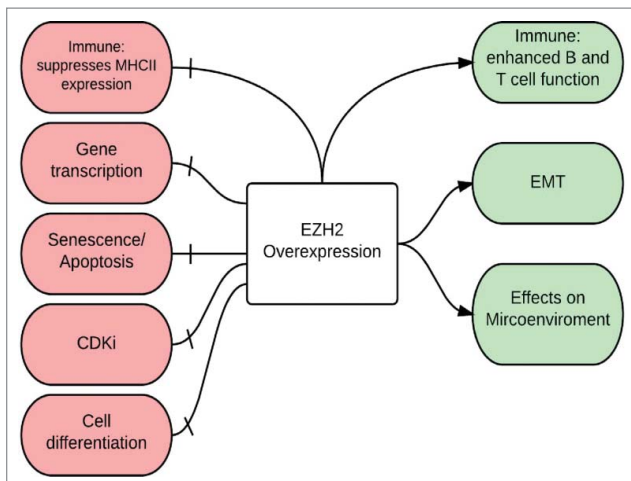 Immune:
suppresses MHCII
expression
Gene
transcription
Senescence/
Apoptosis
CDKi
Cell
differentiation
EZH2
Overexpression
Immune:
enhanced B and
T cell function
EMT
Effects on
Mircoenviroment